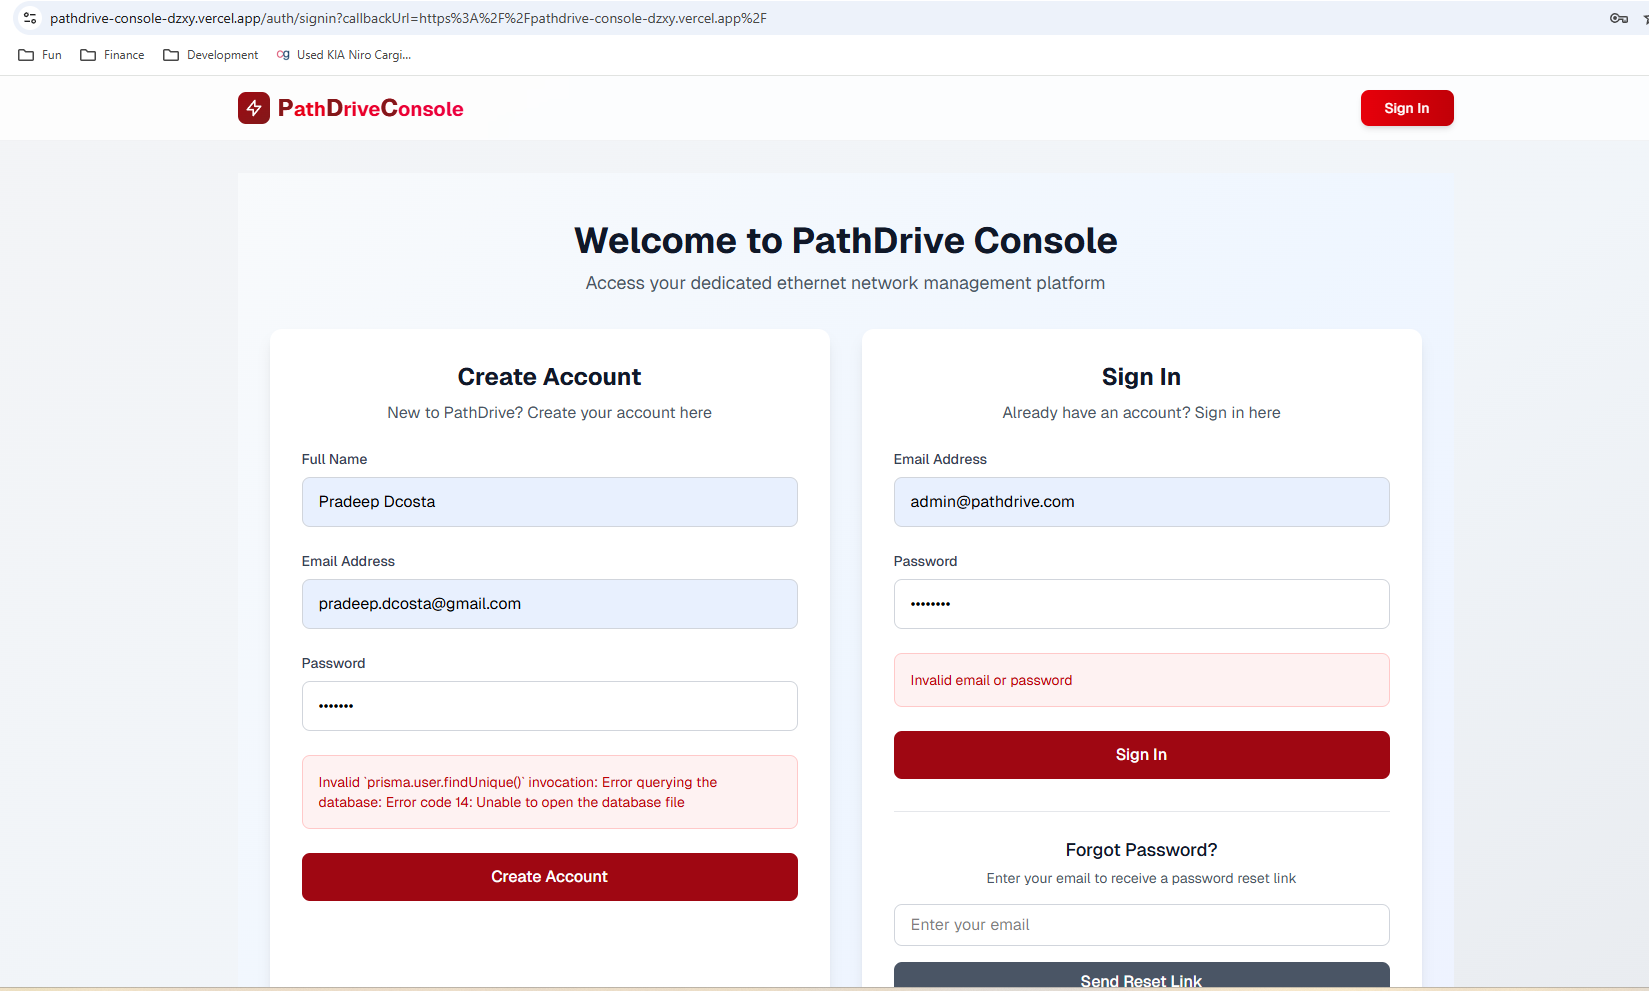 pathdrive-console-dzxy.vercel.app/auth/signin?callbackUrl=https%3A%2F%2Fpathdrive-console-dzxy.vercel.app%2F
Fun
Finance
Development
cg Used KIA Niro Cargi...
PathDriveConsole
Sign In
Welcome to PathDrive Console
Access your dedicated ethernet network management platform
Create Account
New to PathDrive? Create your account here
Full Name
Pradeep Dcosta
Email Address
pradeep.dcosta@gmail.com
Password
•••••••
Invalid `prisma.user.findUnique()` invocation: Error querying the
database: Error code 14: Unable to open the database file
Create Account
Sign In
Already have an account? Sign in here
Email Address
admin@pathdrive.com
Password
••••••••
Invalid email or password
Sign In
Forgot Password?
Enter your email to receive a password reset link
Enter your email
Send Reset Link